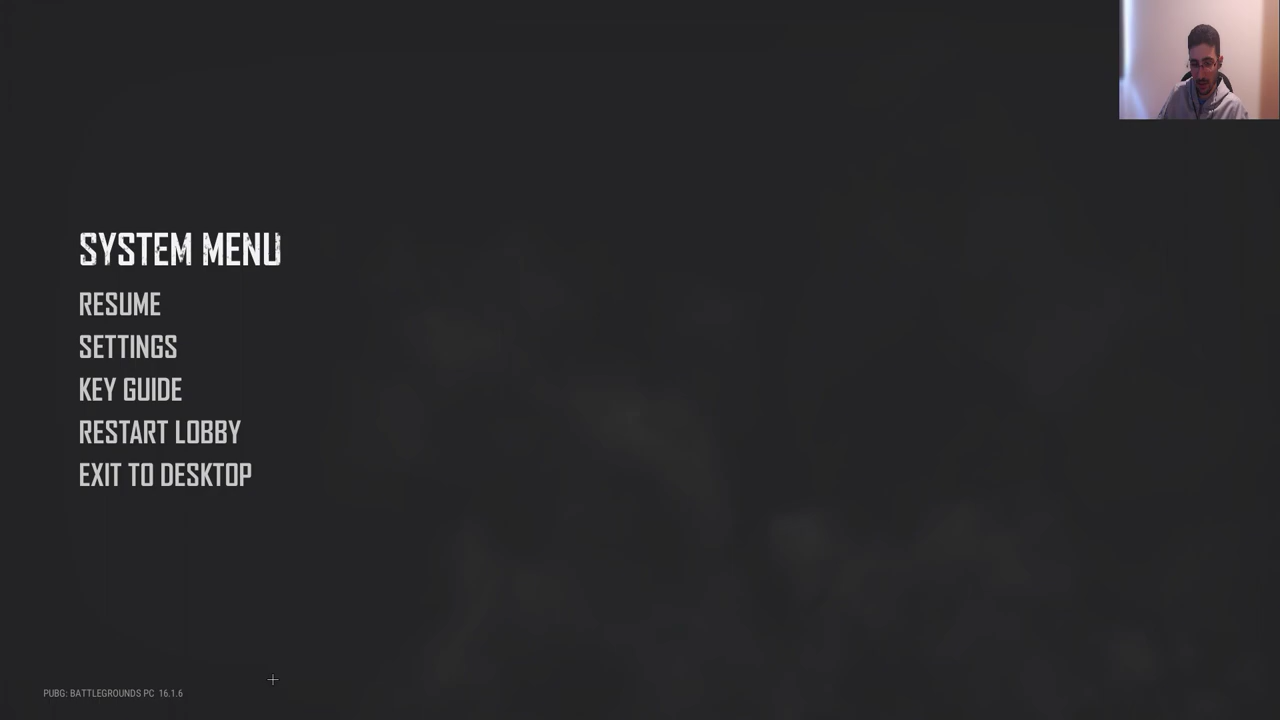 SYSTEM MENU
RESUME
SETTINGS
KEY GUIDE
RESTART LOBBY
EXIT TO DESKTOP
PUBG: BATTLEGROUNDS PC 16.1.6